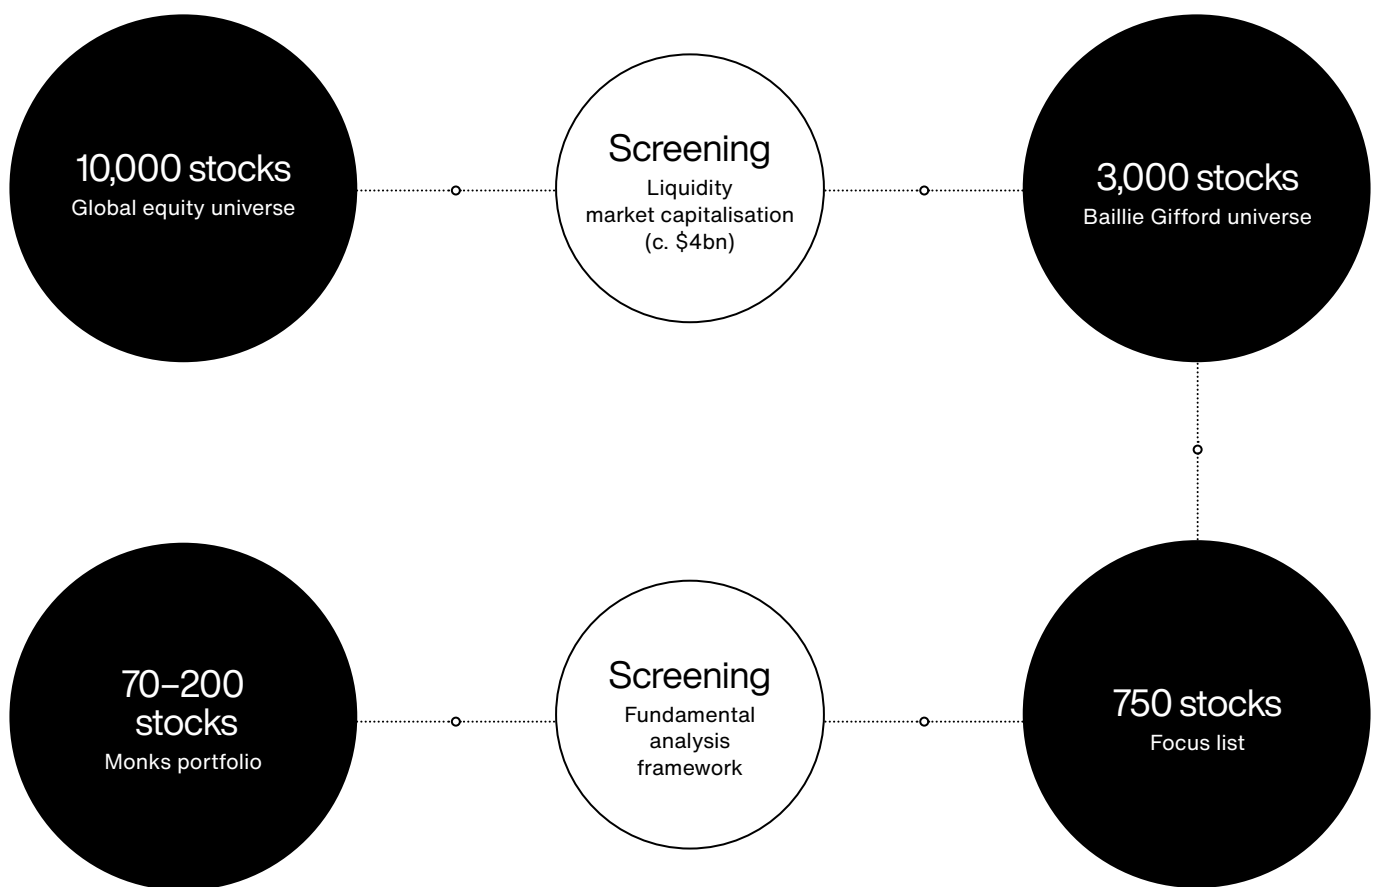 10,000 stocks
Global equity universe
Screening
Liquidity
market capitalisation
(c. $4bn)
3,000 stocks
Baillie Gifford universe
70–200
stocks
Monks portfolio
Screening
Fundamental
analysis
framework
750 stocks
Focus list